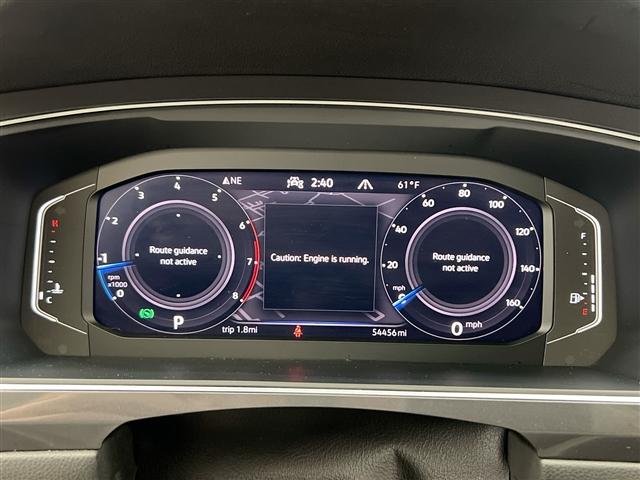 NE 2:40 61°F
H
C
1 2 3 4 5 6 7 8
rpm
x1000
0
Route guidance
not active
P
Caution: Engine is running.
0 20 40 60 80 100 120 140 160
mph
Route guidance
not active
0 mph
F
E
trip 1.8mi
54456mi